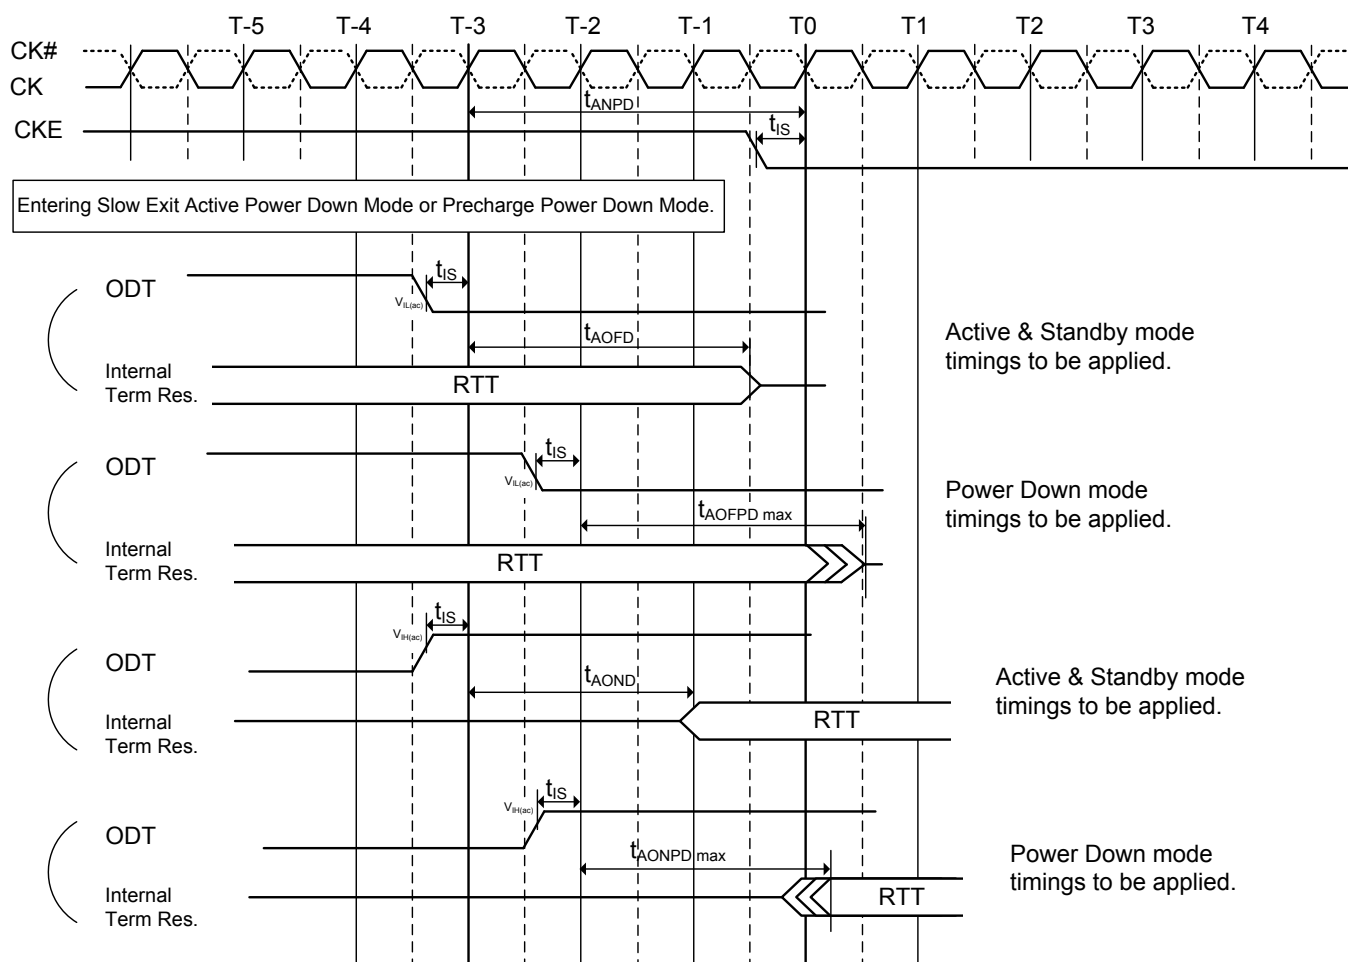 T-5 T-4 T-3 T-2 T-1 T0 T1 T2 T3 T4
CK#
CK
tANPD
CKE
tIS
Entering Slow Exit Active Power Down Mode or Precharge Power Down Mode.
ODT
tIS
VIL(ac)
tAOFD
Active & Standby mode
timings to be applied.
Internal
Term Res.
RTT
ODT
tIS
VIL(ac)
tAOFPD max
Power Down mode
timings to be applied.
Internal
Term Res.
RTT
tIS
VIH(ac)
ODT
tAOND
Active & Standby mode
timings to be applied.
Internal
Term Res.
RTT
tIS
VIH(ac)
ODT
tAONPD max
Power Down mode
timings to be applied.
Internal
Term Res.
RTT